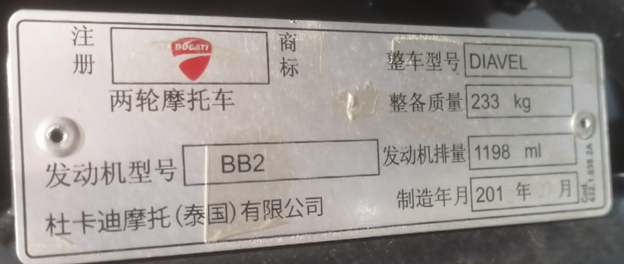 注册
DUCATI
商标
两轮摩托车
整车型号 DIAVEL
整备质量 233 kg
发动机型号 BB2
发动机排量 1198 ml
杜卡迪摩托(泰国)有限公司
制造年月 201 年 月